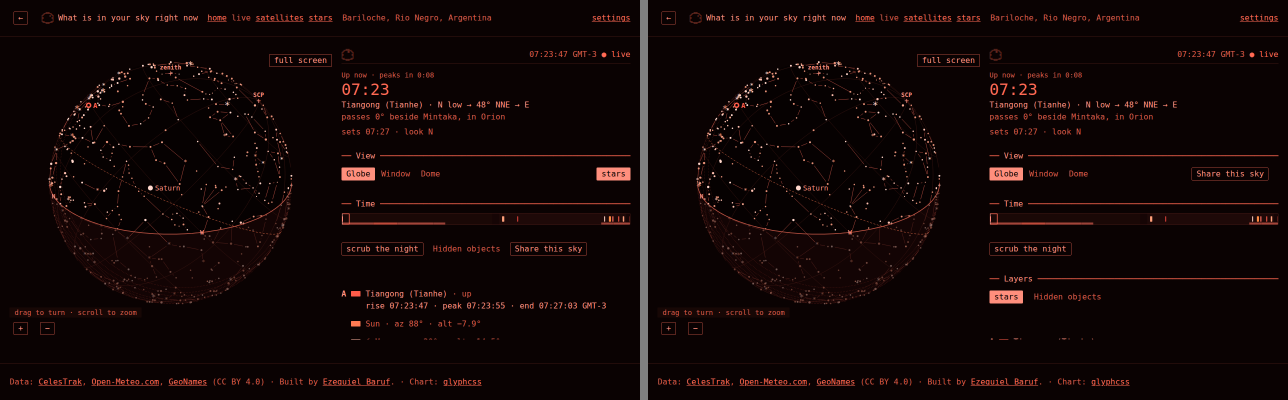 ← What is in your sky right now home live satellites stars Bariloche, Rio Negro, Argentina settings
full screen
07:23:47 GMT-3 ● live
zenith
SCP
A
Saturn
N
W
drag to turn · scroll to zoom
+ −
Up now · peaks in 0:08
07:23
Tiangong (Tianhe) · N low → 48° NNE → E
passes 0° beside Mintaka, in Orion
sets 07:27 · look N
View
Globe Window Dome stars
Time
scrub the night Hidden objects Share this sky
A Tiangong (Tianhe) · up
rise 07:23:47 · peak 07:23:55 · end 07:27:03 GMT-3
Sun · az 88° · alt −7.9°
Data: CelesTrak, Open-Meteo.com, GeoNames (CC BY 4.0) · Built by Ezequiel Baruf. · Chart: glyphcss
← What is in your sky right now home live satellites stars Bariloche, Rio Negro, Argentina settings
full screen
07:23:47 GMT-3 ● live
zenith
SCP
A
Saturn
N
W
drag to turn · scroll to zoom
+ −
Up now · peaks in 0:08
07:23
Tiangong (Tianhe) · N low → 48° NNE → E
passes 0° beside Mintaka, in Orion
sets 07:27 · look N
View
Globe Window Dome Share this sky
Time
scrub the night
Layers
stars Hidden objects
Data: CelesTrak, Open-Meteo.com, GeoNames (CC BY 4.0) · Built by Ezequiel Baruf. · Chart: glyphcss